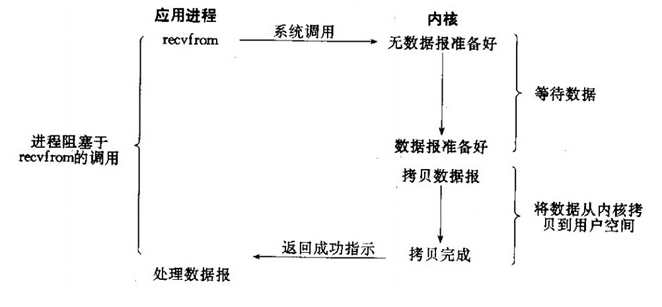 应用进程
内核
recvfrom
系统调用
无数据报准备好
等待数据
进程阻塞于
recvfrom的调用
数据报准备好
拷贝数据报
将数据从内核拷
贝到用户空间
返回成功指示
拷贝完成
处理数据报